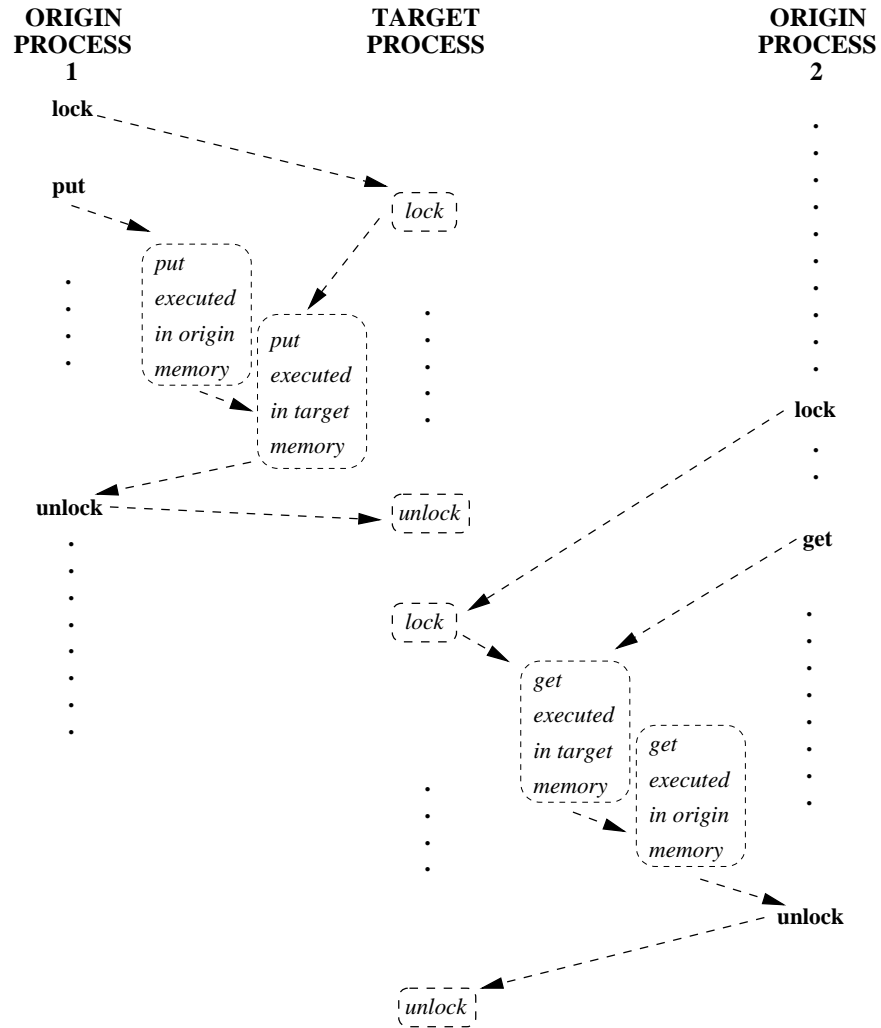 ORIGIN
PROCESS
1
TARGET
PROCESS
ORIGIN
PROCESS
2
lock
put
lock
put
executed
in origin
memory
put
executed
in target
memory
lock
unlock
unlock
get
lock
get
executed
in target
memory
get
executed
in origin
memory
unlock
unlock